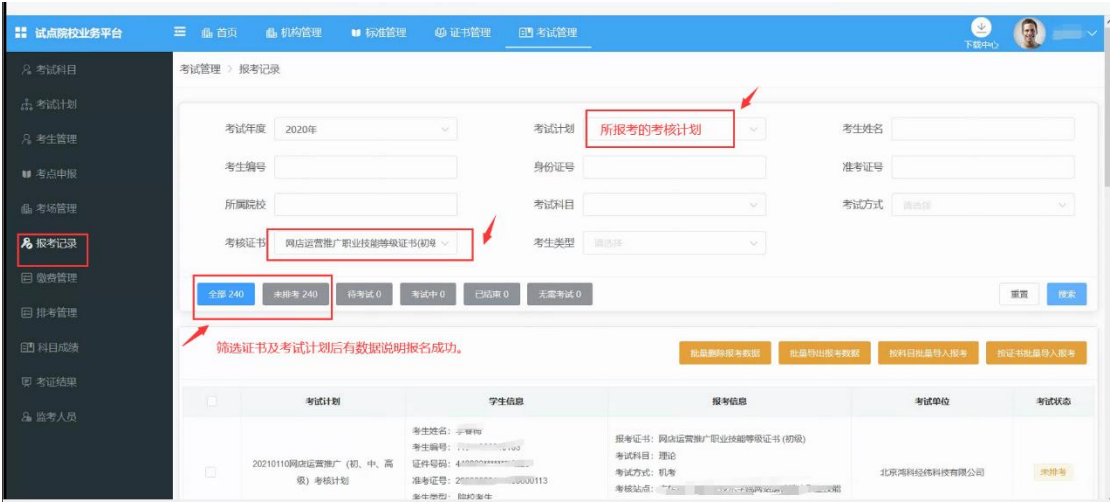 试点院校业务平台
首页 机构管理 标准管理 证书管理 考试管理
下载中心
考试科目
考试计划
考生管理
考点申报
考场管理
报考记录
缴费管理
排考管理
科目成绩
考证结果
监考人员
考试管理 > 报考记录
考试年度 2020年 考试计划 所报考的考核计划 考生姓名
考生编号 身份证号 准考证号
所属院校 考试科目 考试方式 请选择
考核证书 网店运营推广职业技能等级证书(初级 考生类型 请选择
全部 240 未排考 240 待考试 0 考试中 0 已结束 0 无需考试 0 重置 搜索
筛选证书及考试计划后有数据说明报名成功。
批量删除报考数据 批量导出报考数据 按科目批量导入报考 按证书批量导入报考
考试计划 学生信息 报考信息 考试单位 考试状态
20210110网店运营推广（初、中、高
级）考核计划
考生姓名：
考生编号：
证件号码：
准考证号：
考生类型：院校考生
报考证书：网店运营推广职业技能等级证书 (初级)
考试科目：理论
考试方式：机考
考核站点：
北京鸿科经纬科技有限公司
未排考